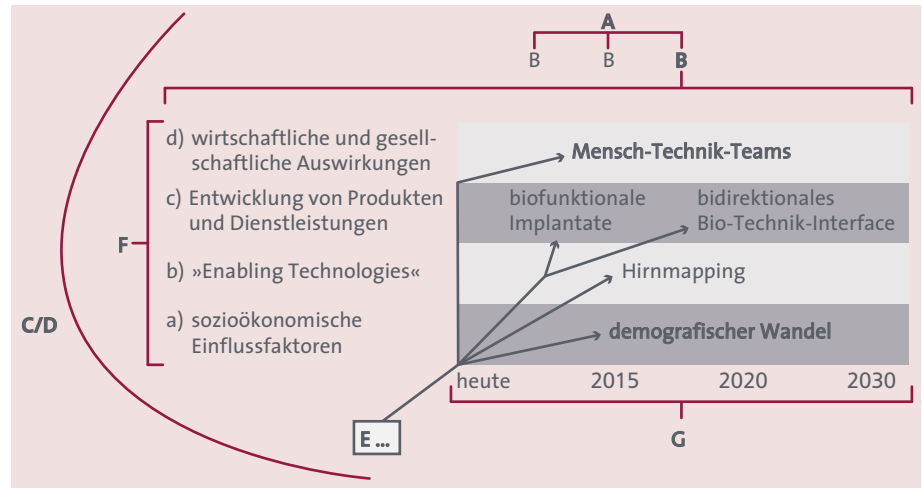 A
B B B
d) wirtschaftliche und gesell-
schaftliche Auswirkungen
Mensch-Technik-Teams
c) Entwicklung von Produkten
und Dienstleistungen
biofunktionale
Implantate
bidirektionales
Bio-Technik-Interface
F
b) »Enabling Technologies«
Hirnmapping
C/D
a) sozioökonomische
Einflussfaktoren
demografischer Wandel
heute 2015 2020 2030
E ...
G